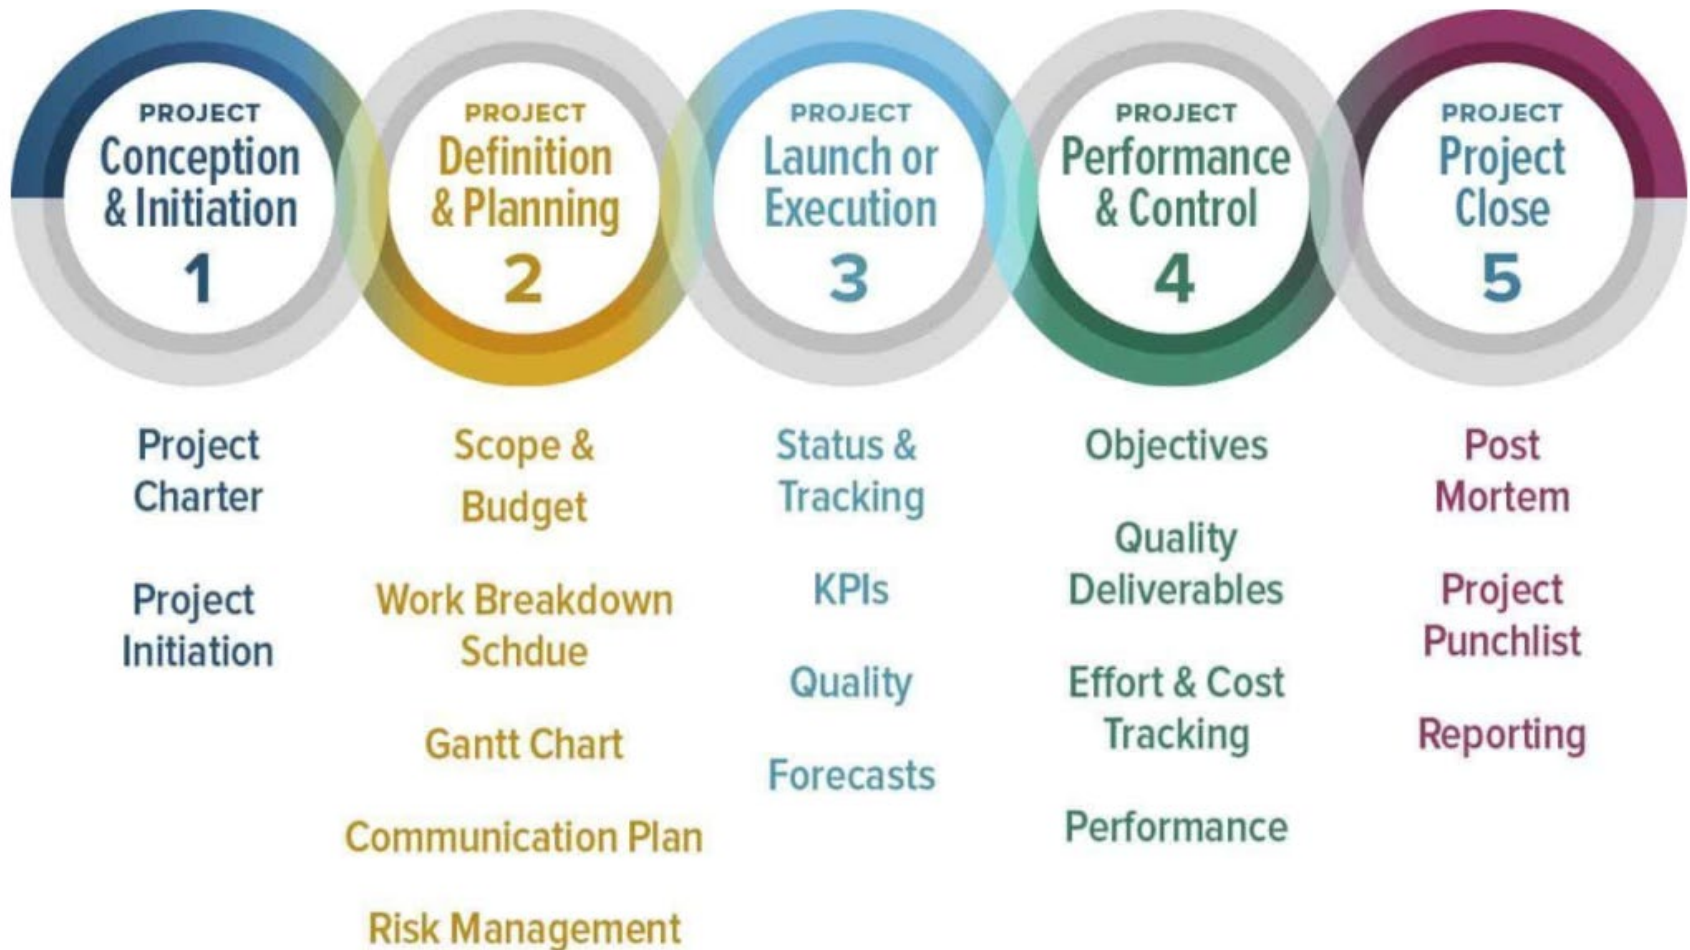 PROJECT
Conception
& Initiation
1
PROJECT
Definition
& Planning
2
PROJECT
Launch or
Execution
3
PROJECT
Performance
& Control
4
PROJECT
Project
Close
5
Project
Charter
Project
Initiation
Scope &
Budget
Work Breakdown
Schdue
Gantt Chart
Communication Plan
Risk Management
Status &
Tracking
KPIs
Quality
Forecasts
Objectives
Quality
Deliverables
Effort & Cost
Tracking
Performance
Post
Mortem
Project
Punchlist
Reporting